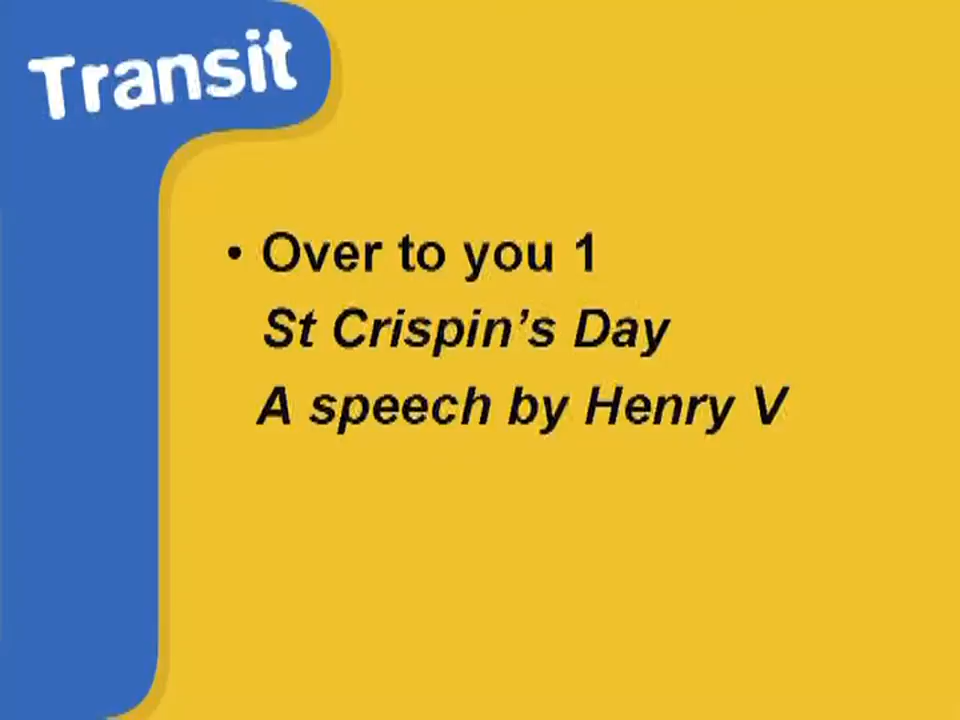 Transit
• Over to you 1
St Crispin’s Day
A speech by Henry V